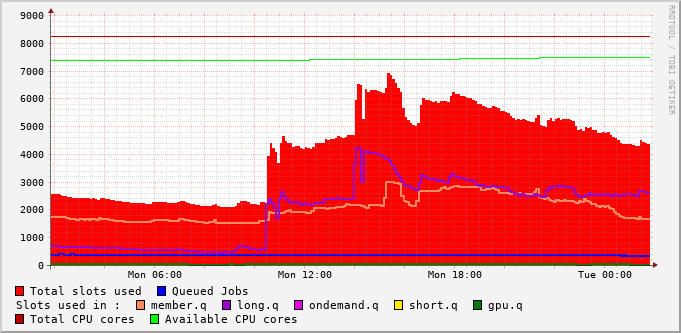 9000
8000
7000
6000
5000
4000
3000
2000
1000
0
Mon 06:00 Mon 12:00 Mon 18:00 Tue 00:00
Total slots used Queued Jobs
Slots used in : member.q long.q ondemand.q short.q gpu.q
Total CPU cores Available CPU cores
RRDTOOL / TOBI OETIKER